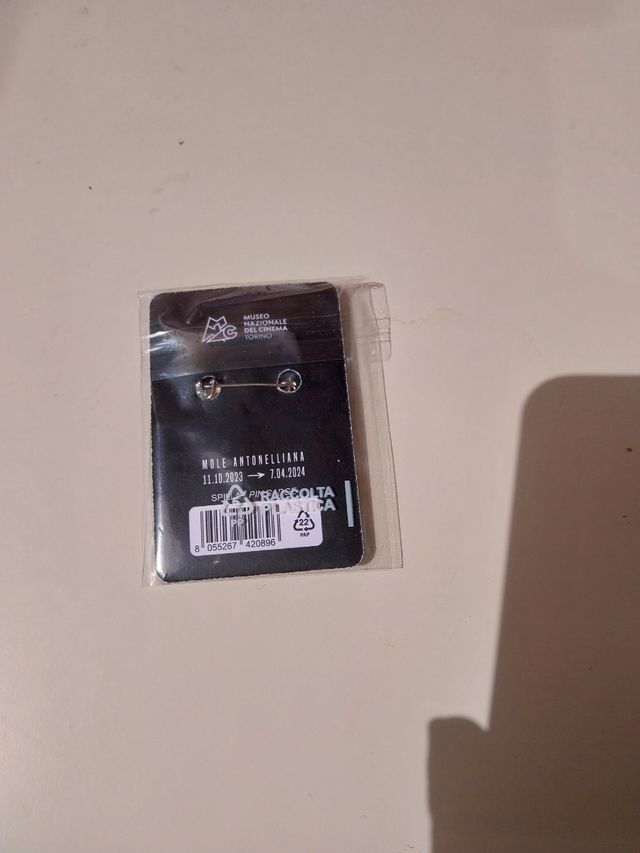 MUSEO
NAZIONALE
DEL CINEMA
TORINO
MOLE ANTONELLIANA
11.10.2023 → 7.04.2024
RACCOLTA
PLASTICA
PP
8 055267 420896
22
PAP